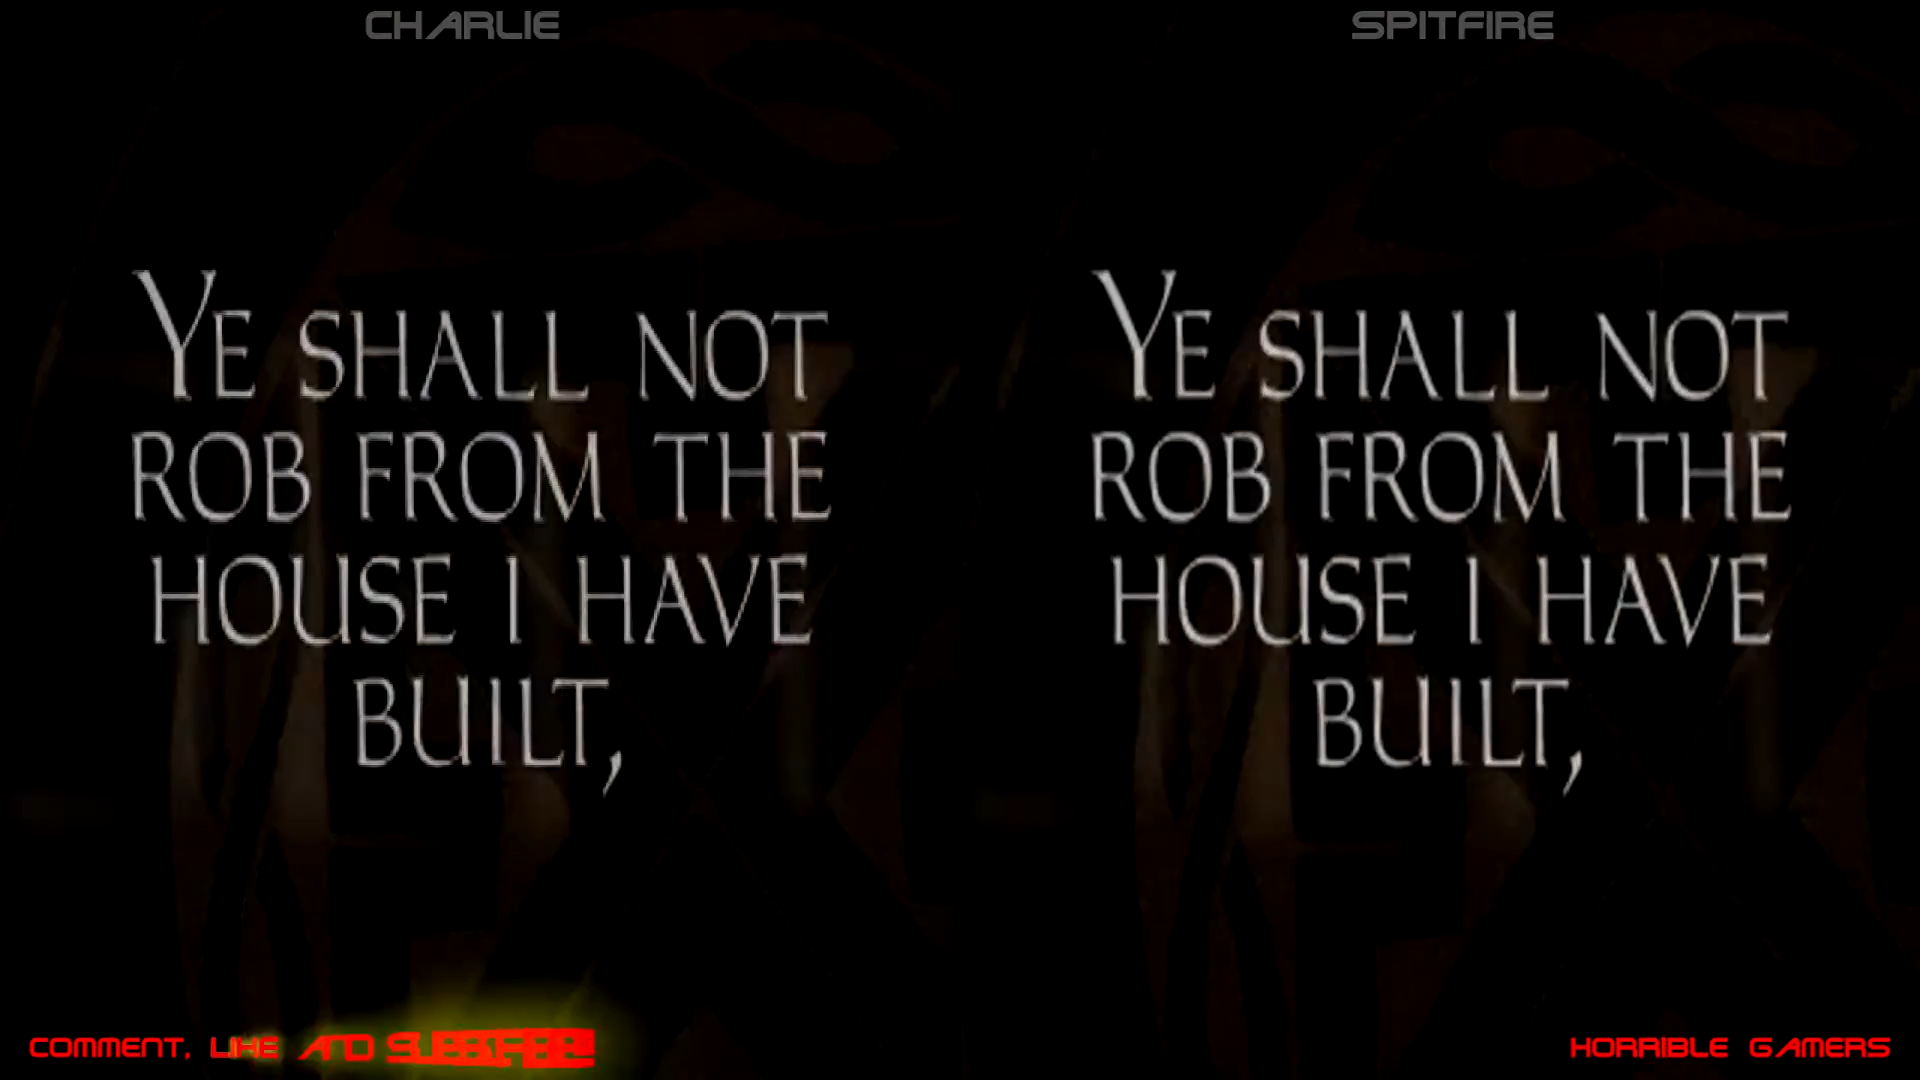 CHARLIE
YE SHALL NOT
ROB FROM THE
HOUSE I HAVE
BUILT,
SPITFIRE
YE SHALL NOT
ROB FROM THE
HOUSE I HAVE
BUILT,
COMMENT, LIKE AND
HORRIBLE GAMERS